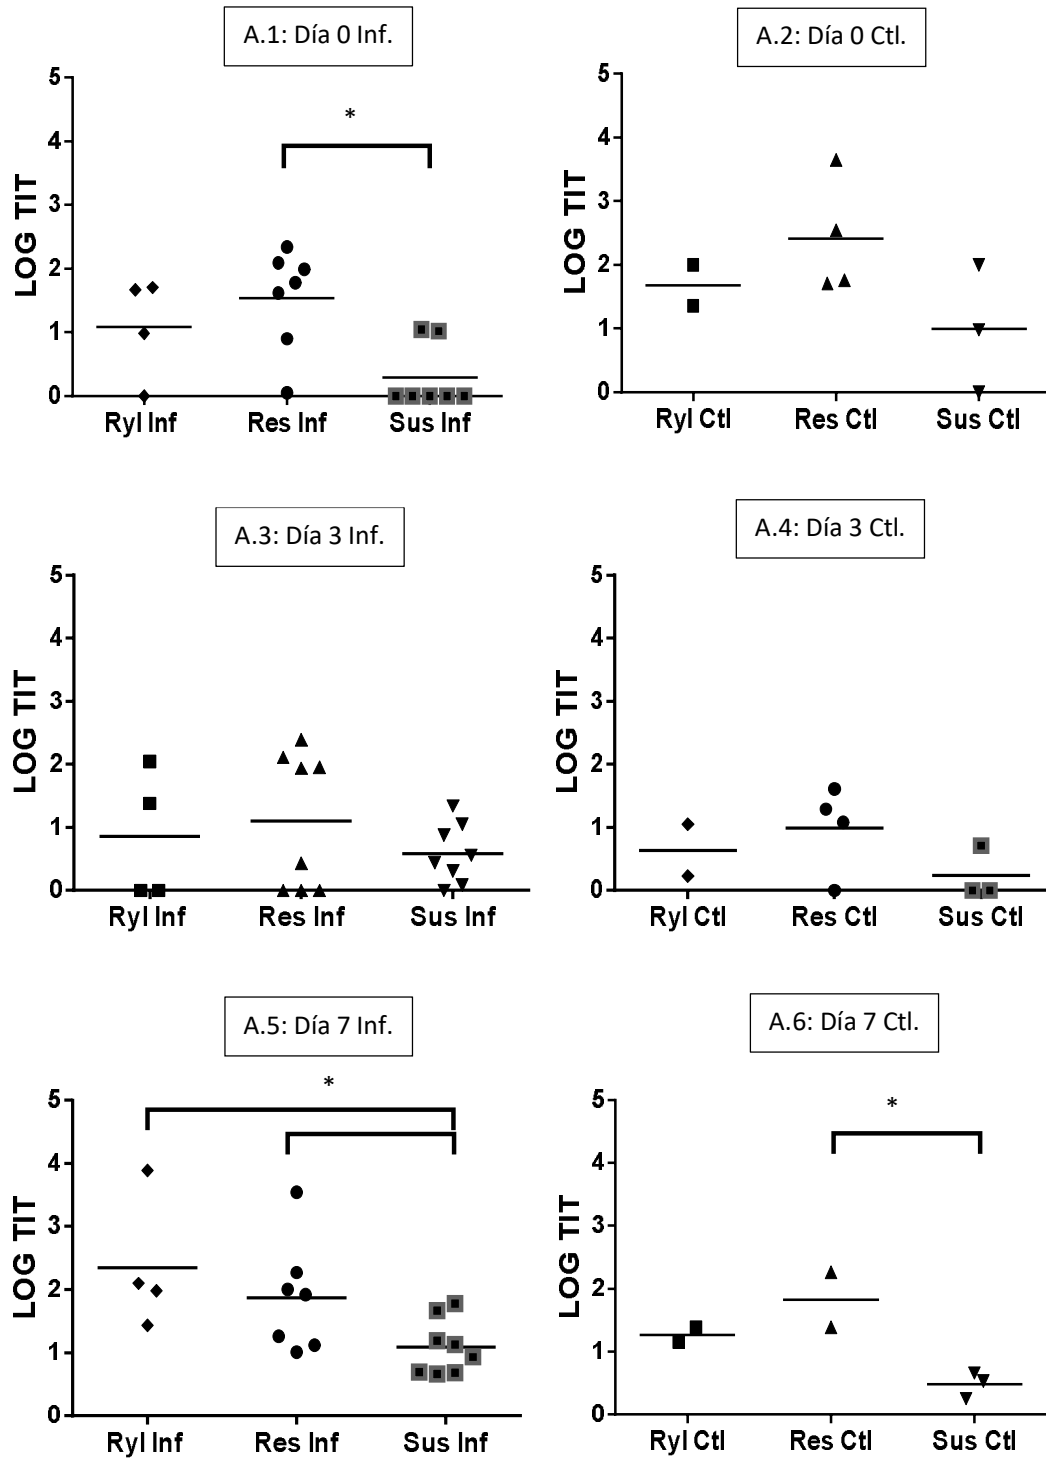 A.1: Día 0 Inf.
*
5
4
3
2
1
0
LOG TIT
Ryl Inf Res Inf Sus Inf
A.2: Día 0 Ctl.
5
4
3
2
1
0
LOG TIT
Ryl Ctl Res Ctl Sus Ctl
A.3: Día 3 Inf.
5
4
3
2
1
0
LOG TIT
Ryl Inf Res Inf Sus Inf
A.4: Día 3 Ctl.
5
4
3
2
1
0
LOG TIT
Ryl Ctl Res Ctl Sus Ctl
A.5: Día 7 Inf.
*
5
4
3
2
1
0
LOG TIT
Ryl Inf Res Inf Sus Inf
A.6: Día 7 Ctl.
*
5
4
3
2
1
0
LOG TIT
Ryl Ctl Res Ctl Sus Ctl